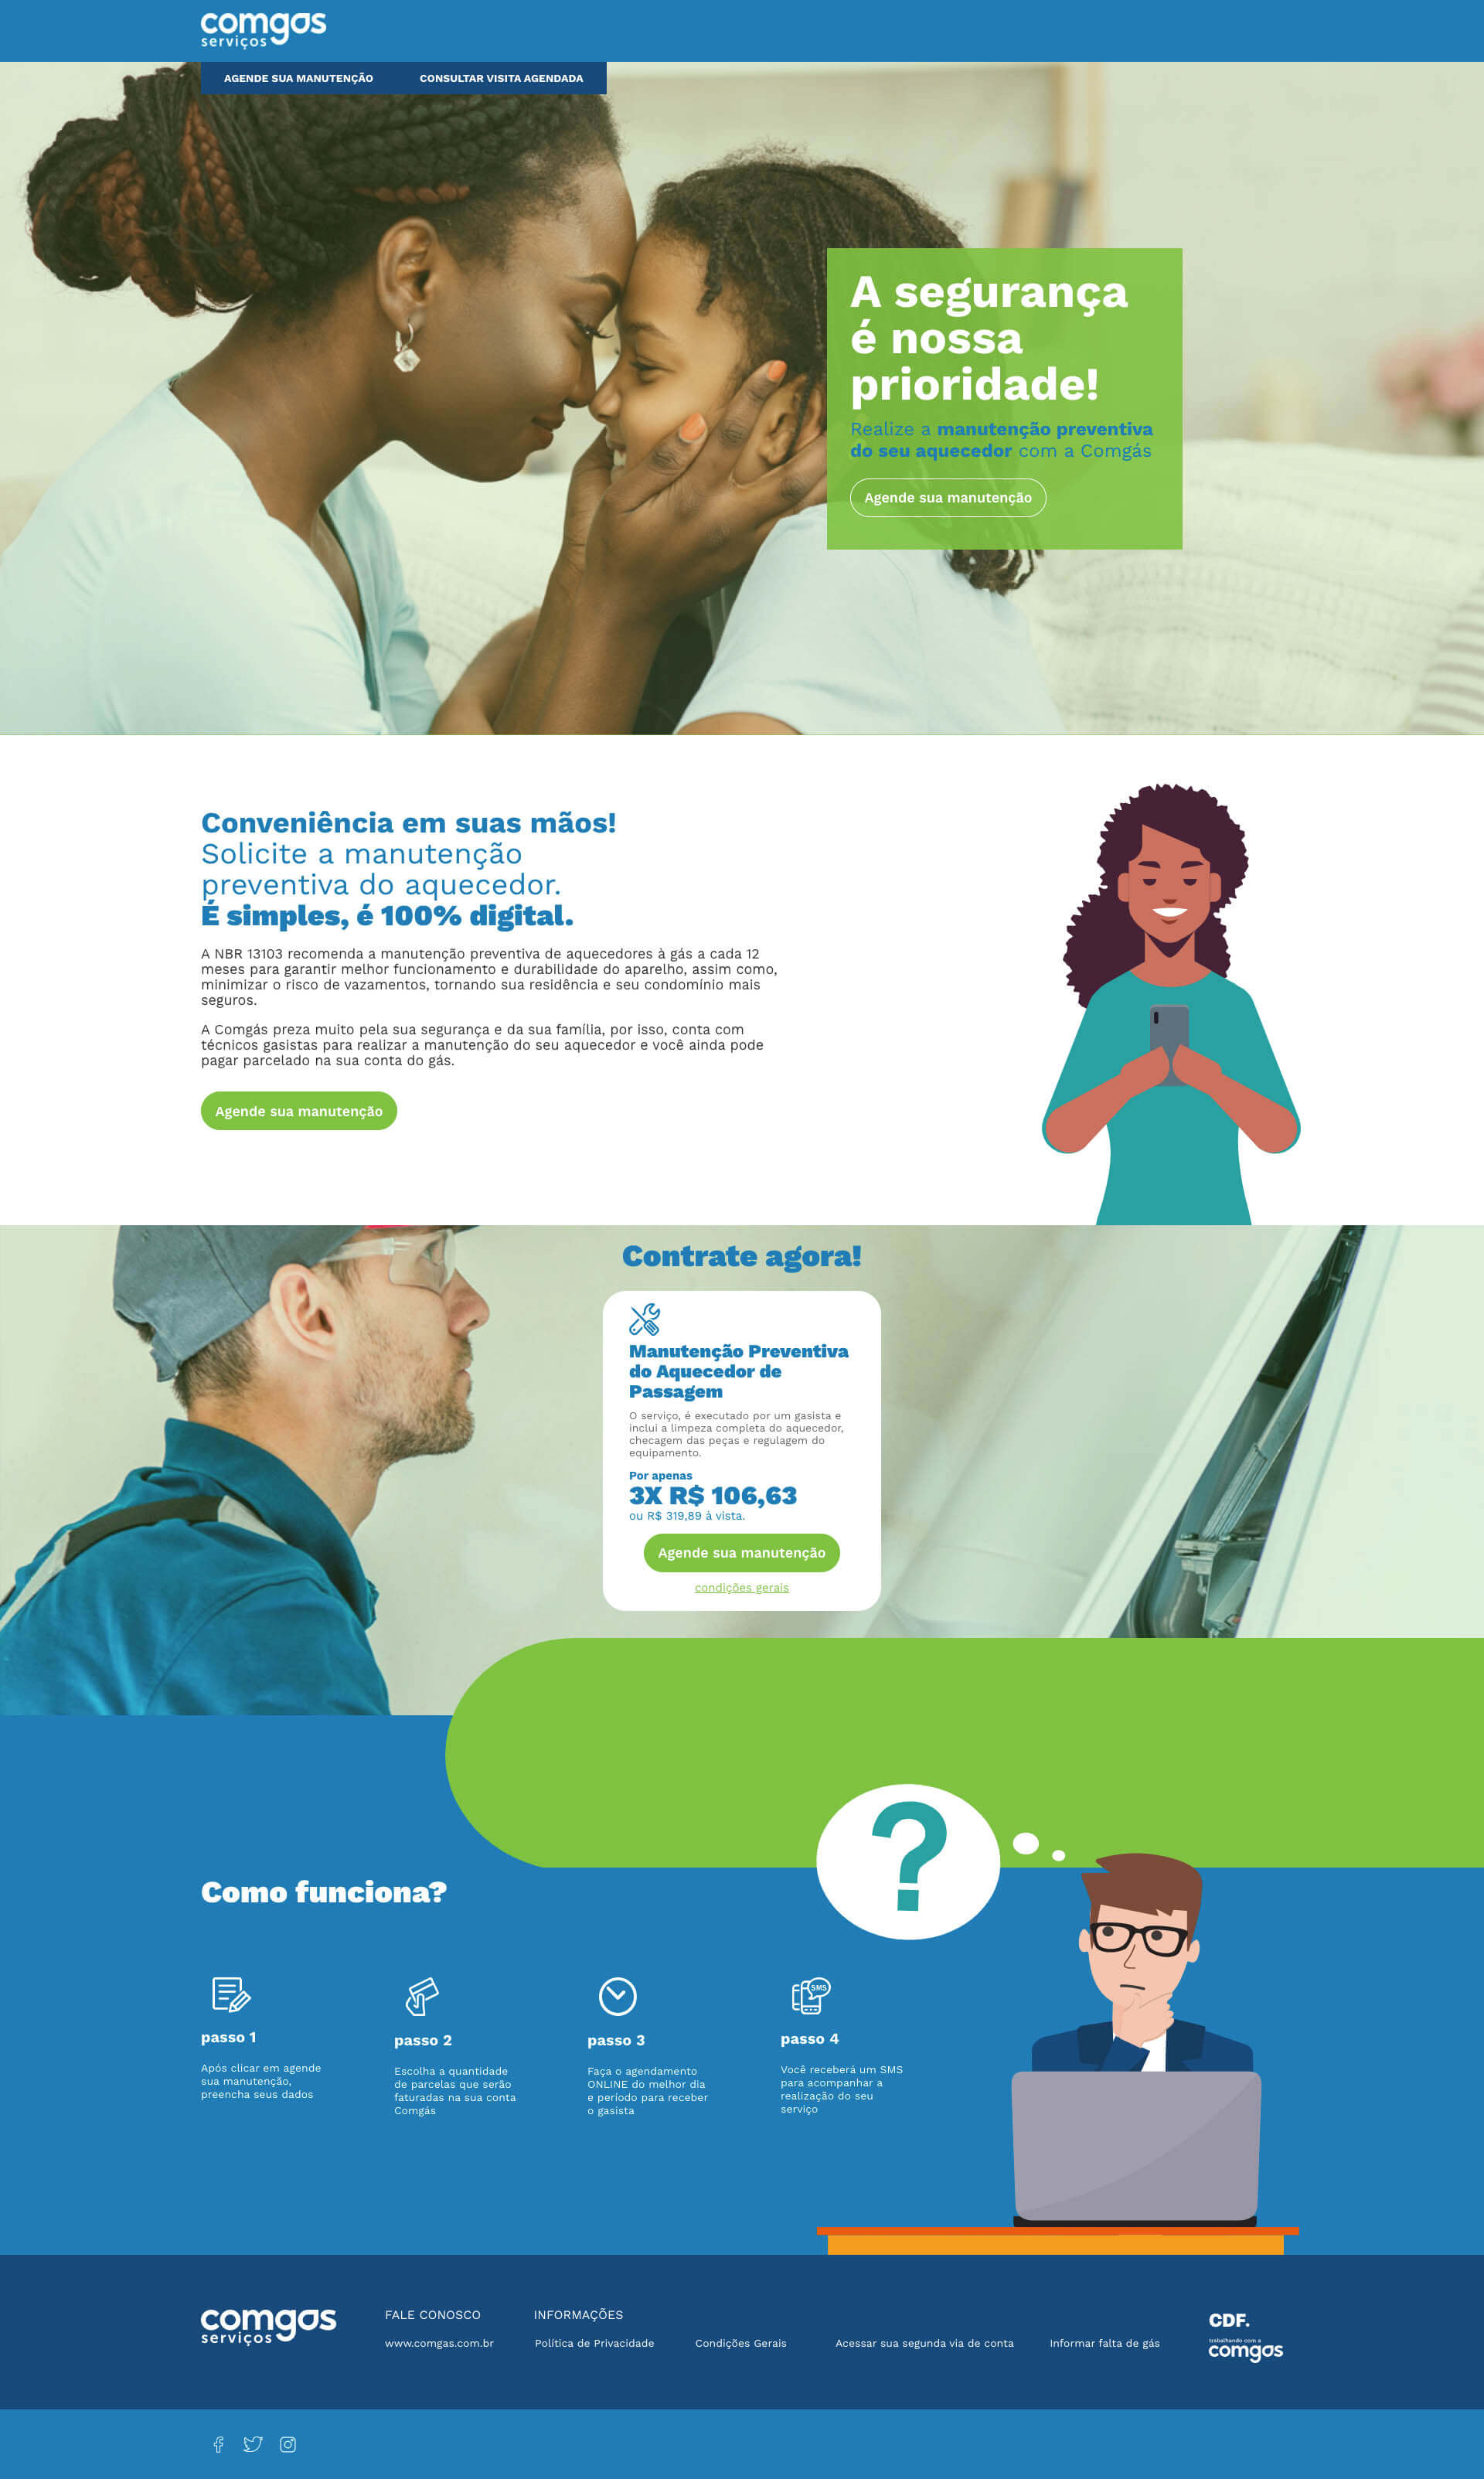 comgas
serviços
AGENDE SUA MANUTENÇÃO CONSULTAR VISITA AGENDADA
A segurança
é nossa
prioridade!
Realize a manutenção preventiva
do seu aquecedor com a Comgás
Agende sua manutenção
Conveniência em suas mãos!
Solicite a manutenção
preventiva do aquecedor.
É simples, é 100% digital.
A NBR 13103 recomenda a manutenção preventiva de aquecedores à gás a cada 12
meses para garantir melhor funcionamento e durabilidade do aparelho, assim como,
minimizar o risco de vazamentos, tornando sua residência e seu condomínio mais
seguros.
A Comgás preza muito pela sua segurança e da sua família, por isso, conta com
técnicos gasistas para realizar a manutenção do seu aquecedor e você ainda pode
pagar parcelado na sua conta do gás.
Agende sua manutenção
Contrate agora!
Manutenção Preventiva
do Aquecedor de
Passagem
O serviço, é executado por um gasista e
inclui a limpeza completa do aquecedor,
checagem das peças e regulagem do
equipamento.
Por apenas
3X R$ 106,63
ou R$ 319,89 à vista.
Agende sua manutenção
condições gerais
?
Como funciona?
passo 1
Após clicar em agende
sua manutenção,
preencha seus dados
passo 2
Escolha a quantidade
de parcelas que serão
faturadas na sua conta
Comgás
passo 3
Faça o agendamento
ONLINE do melhor dia
e período para receber
o gasista
SMS
passo 4
Você receberá um SMS
para acompanhar a
realização do seu
serviço
comgas
serviços
FALE CONOSCO
www.comgas.com.br
INFORMAÇÕES
Política de Privacidade Condições Gerais Acessar sua segunda via de conta Informar falta de gás
CDF.
trabalhando com a
comgas